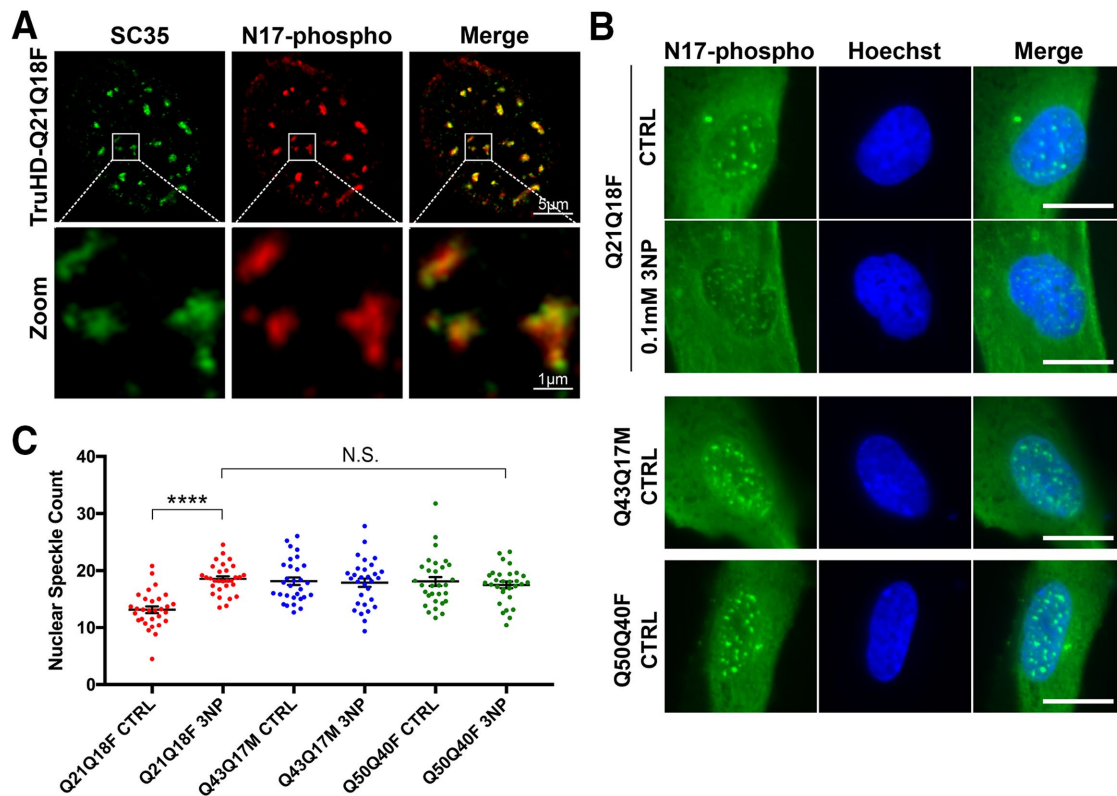 A
SC35 N17-phospho Merge
TruHD-Q21Q18F
5µm
Zoom
1µm
B
N17-phospho Hoechst Merge
Q21Q18F
CTRL
0.1mM 3NP
Q43Q17M
CTRL
Q50Q40F
CTRL
C
Nuclear Speckle Count
40
30
20
10
0
****
N.S.
Q21Q18F CTRL
Q21Q18F 3NP
Q43Q17M CTRL
Q43Q17M 3NP
Q50Q40F CTRL
Q50Q40F 3NP